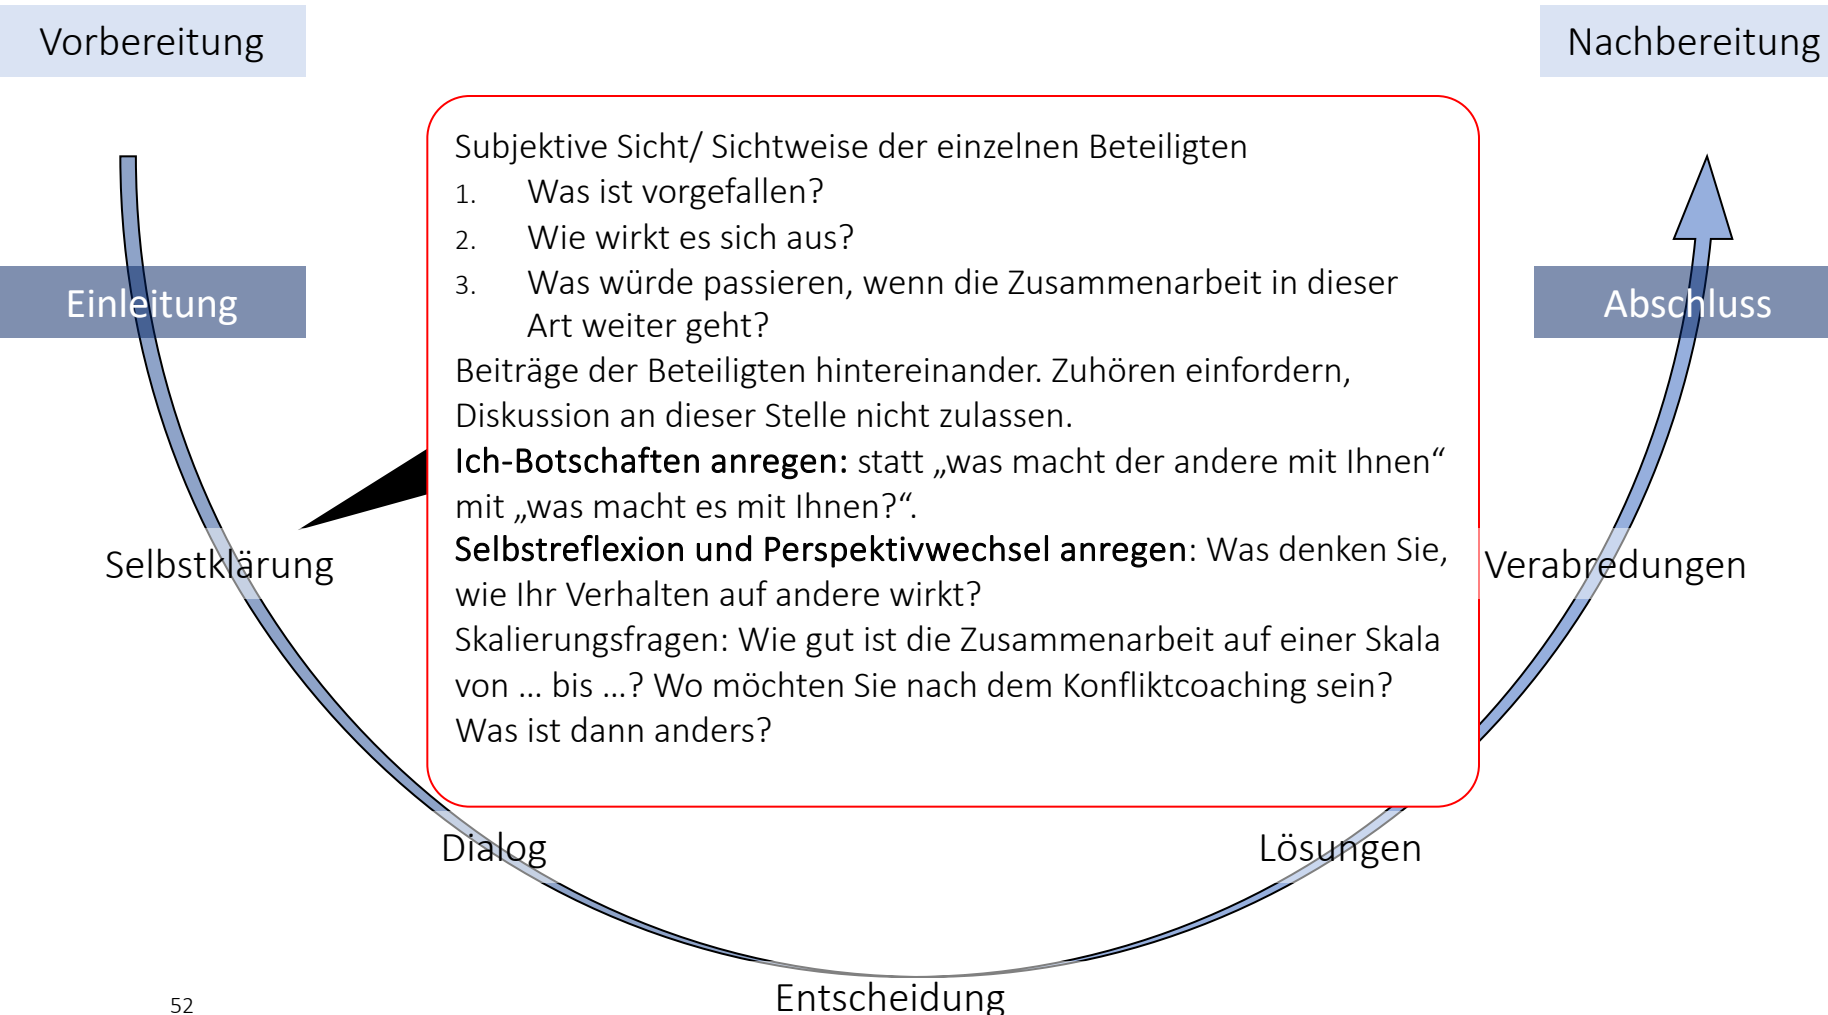 Vorbereitung
Nachbereitung
Subjektive Sicht/ Sichtweise der einzelnen Beteiligten
1. Was ist vorgefallen?
2. Wie wirkt es sich aus?
3. Was würde passieren, wenn die Zusammenarbeit in dieser
Art weiter geht?
Beiträge der Beteiligten hintereinander. Zuhören einfordern,
Diskussion an dieser Stelle nicht zulassen.
Ich-Botschaften anregen: statt „was macht der andere mit Ihnen“
mit „was macht es mit Ihnen?“.
Selbstreflexion und Perspektivwechsel anregen: Was denken Sie,
wie Ihr Verhalten auf andere wirkt?
Skalierungsfragen: Wie gut ist die Zusammenarbeit auf einer Skala
von … bis …? Wo möchten Sie nach dem Konfliktcoaching sein?
Was ist dann anders?
Einleitung
Abschluss
Selbstklärung
Verabredungen
Dialog
Lösungen
Entscheidung
52